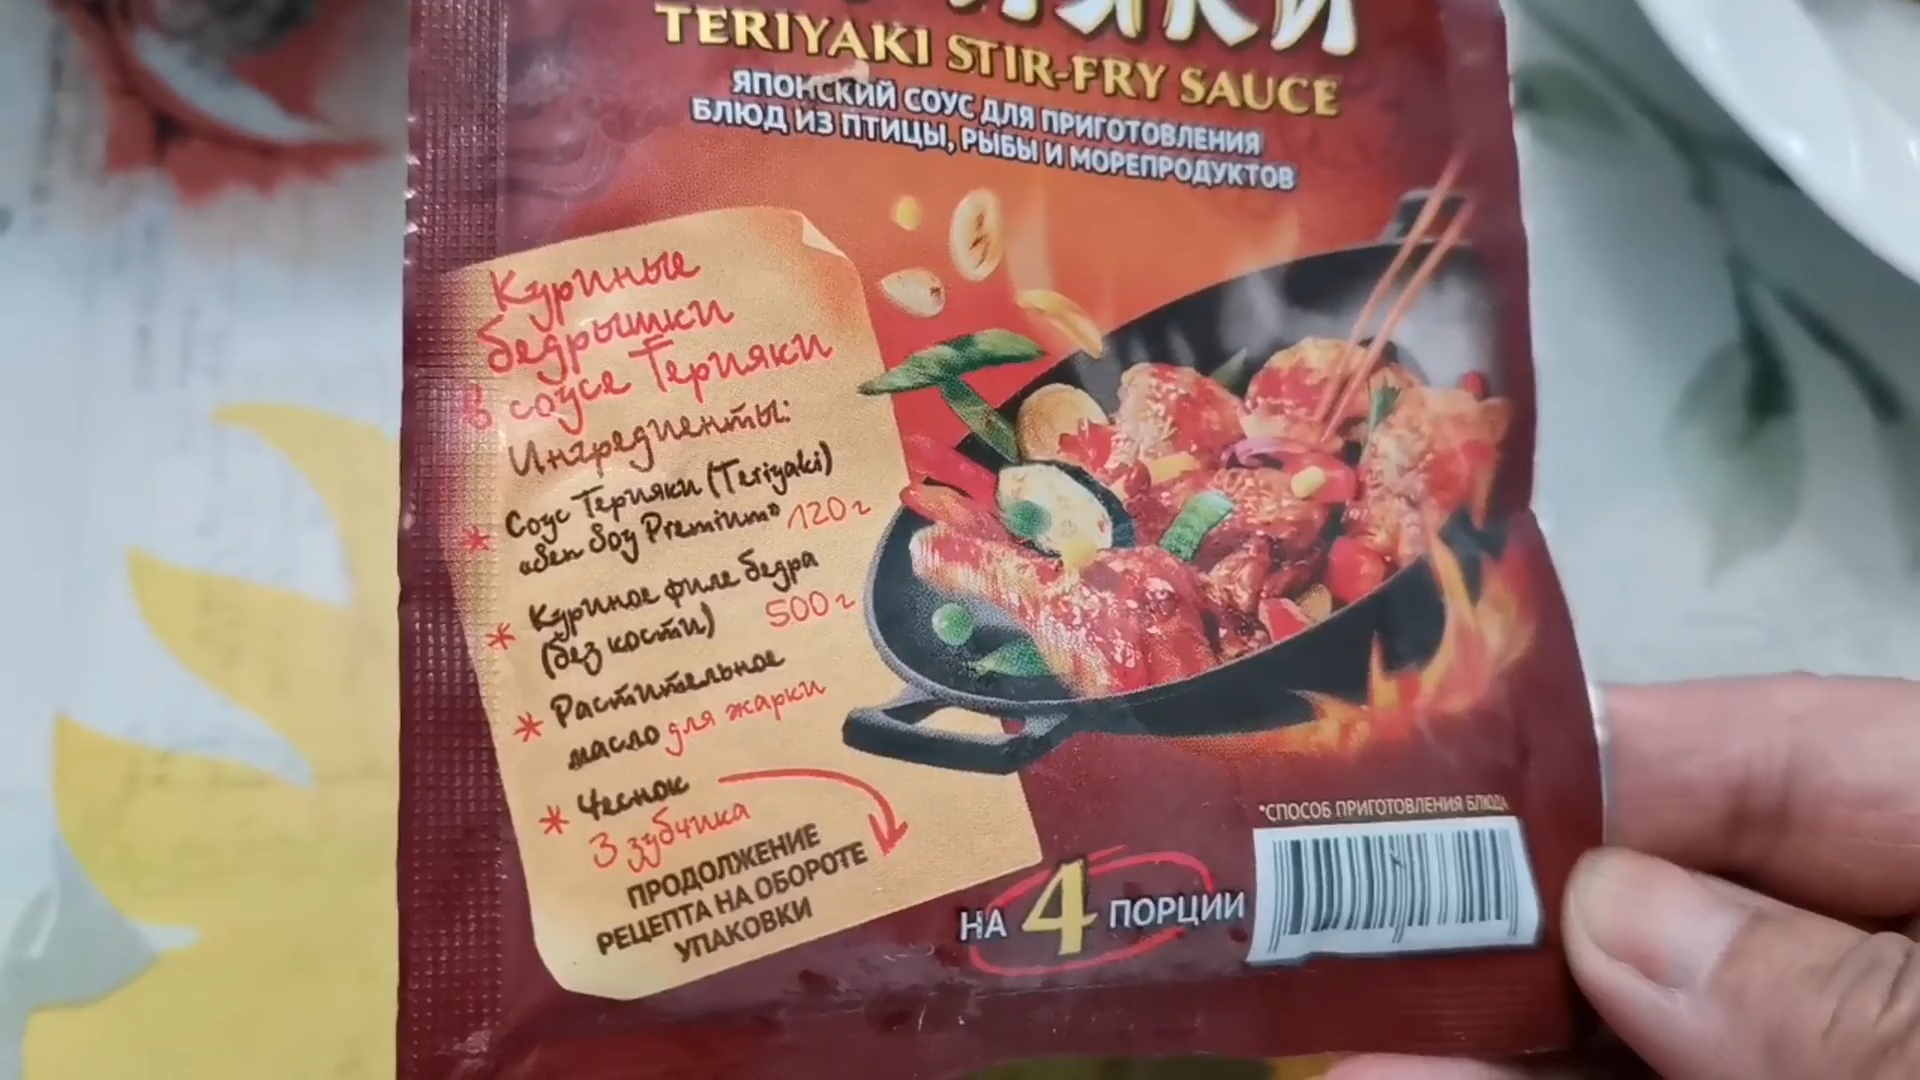 TERIYAKI STIR-FRY SAUCE
ЯПОНСКИЙ СОУС ДЛЯ ПРИГОТОВЛЕНИЯ
БЛЮД ИЗ ПТИЦЫ, РЫБЫ И МОРЕПРОДУКТОВ
Куриные
бедрышки
в соусе Терияки
Ингредиенты:
* Соус Терияки (Teriyaki)
«Sen Soy Premium» 120 г
* Куриное филе бедра
(без кости) 500 г
* Растительное
масло для жарки
* Чеснок
3 зубчика
ПРОДОЛЖЕНИЕ
РЕЦЕПТА НА ОБОРОТЕ
УПАКОВКИ
НА 4 ПОРЦИИ
*СПОСОБ ПРИГОТОВЛЕНИЯ БЛЮДА